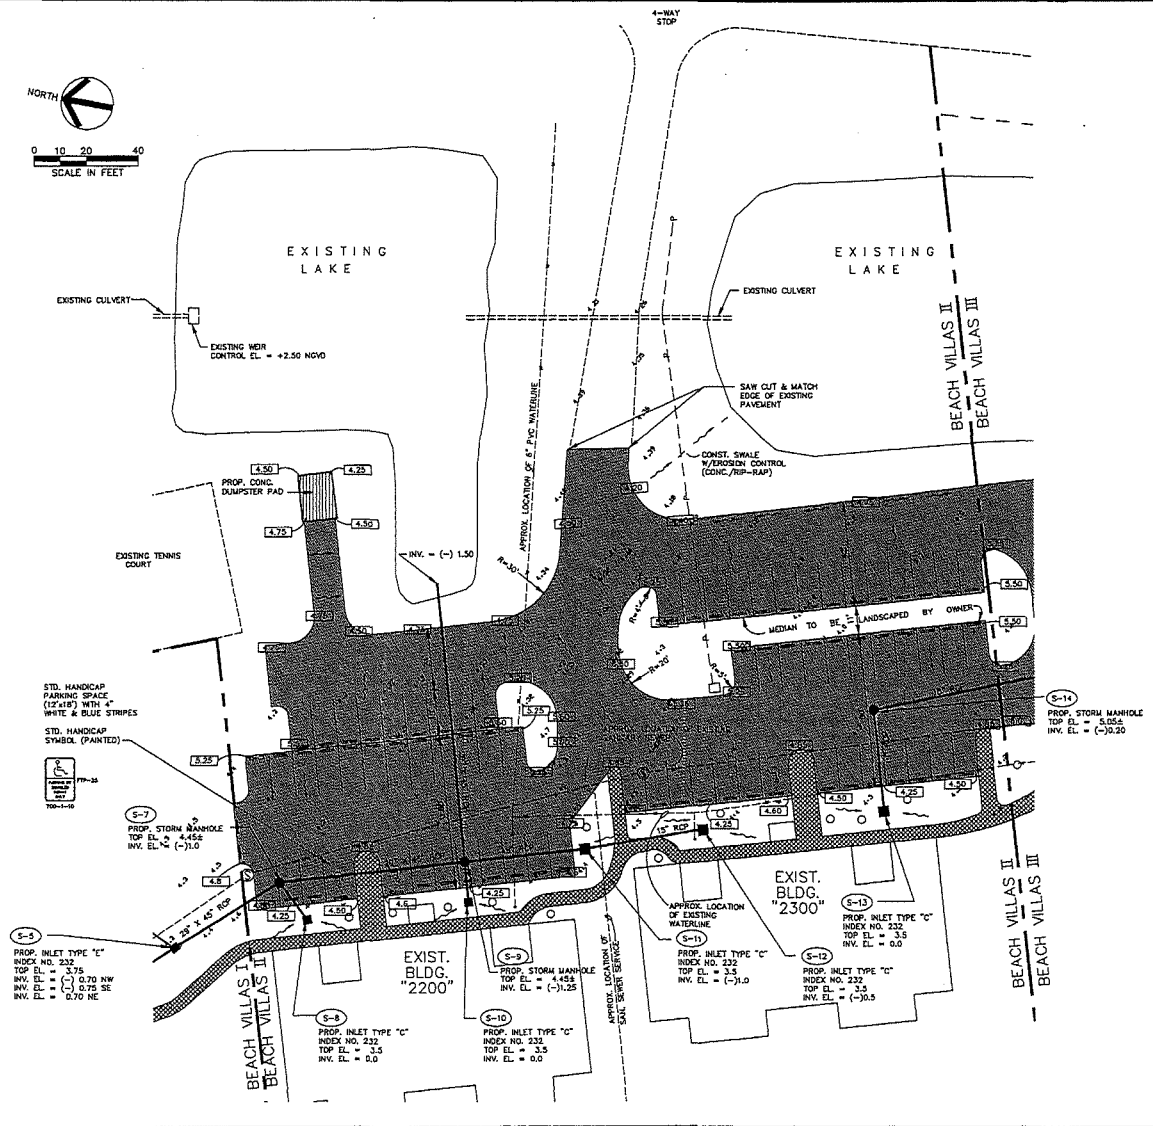 4-WAY
STOP
NORTH
0 10 20 40
SCALE IN FEET
EXISTING
LAKE
EXISTING
LAKE
EXISTING CULVERT
EXISTING CULVERT
EXISTING WEIR
CONTROL EL. = +2.50 NGVD
BEACH VILLAS II
BEACH VILLAS III
SAW CUT & MATCH
EDGE OF EXISTING
PAVEMENT
APPROX. LOCATION OF 6" PVC WATERLINE
CONST. SWALE
W/EROSION CONTROL
(CONC./RIP-RAP)
4.50
4.25
PROP. CONC.
DUMPSTER PAD
4.75
4.50
EXISTING TENNIS
COURT
INV. = (-) 1.50
R=30'
5.50
MEDIAN TO BE LANDSCAPED BY OWNER
5.50
R=20'
R=5'
STD. HANDICAP
PARKING SPACE
(12'x18') WITH 4"
WHITE & BLUE STRIPES
STD. HANDICAP
SYMBOL (PAINTED)
5.25
5.75
FTP-25
700-1-10
S-14
PROP. STORM MANHOLE
TOP EL. = 5.05±
INV. EL. = (-)0.20
S-7
PROP. STORM MANHOLE
TOP EL. = 4.45±
INV. EL. = (-)1.0
4.25
4.50
4.50
4.60
15" RCP
4.25
4.8
29" X 45" RCP
4.25
4.50
4.6
4.25
S-5
PROP. INLET TYPE "E"
INDEX NO. 232
TOP EL. = 3.75
INV. EL. = (-) 0.70 NW
INV. EL. = (-) 0.75 SE
INV. EL. = 0.70 NE
EXIST.
BLDG.
"2200"
S-9
PROP. STORM MANHOLE
TOP EL. = 4.45±
INV. EL. = (-)1.25
APPROX. LOCATION
OF EXISTING
WATERLINE
EXIST.
BLDG.
"2300"
S-13
PROP. INLET TYPE "C"
INDEX NO. 232
TOP EL. = 3.5
INV. EL. = 0.0
S-11
PROP. INLET TYPE "C"
INDEX NO. 232
TOP EL. = 3.5
INV. EL. = (-)1.0
S-12
PROP. INLET TYPE "C"
INDEX NO. 232
TOP EL. = 3.5
INV. EL. = (-)0.5
APPROX. LOCATION OF
SAN. SEWER SERVICE
S-8
PROP. INLET TYPE "C"
INDEX NO. 232
TOP EL. = 3.5
INV. EL. = 0.0
S-10
PROP. INLET TYPE "C"
INDEX NO. 232
TOP EL. = 3.5
INV. EL. = 0.0
BEACH VILLAS I
BEACH VILLAS II
BEACH VILLAS II
BEACH VILLAS III